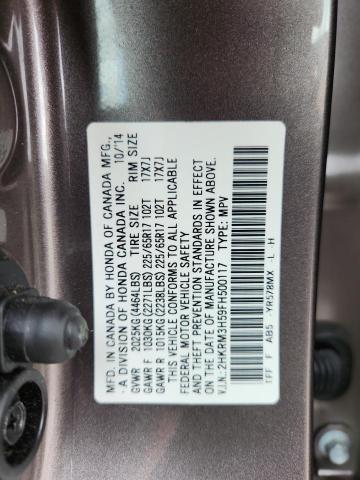 MFD. IN CANADA BY HONDA OF CANADA MFG.,
A DIVISION OF HONDA CANADA INC. 10/14
GVWR 2025KG(4464LBS) TIRE SIZE RIM SIZE
GAWR F 1030KG(2271LBS) 225/65R17 102T 17X7J
GAWR R 1015KG(2238LBS) 225/65R17 102T 17X7J
THIS VEHICLE CONFORMS TO ALL APPLICABLE
FEDERAL MOTOR VEHICLE SAFETY
AND THEFT PREVENTION STANDARDS IN EFFECT
ON THE DATE OF MANUFACTURE SHOWN ABOVE.
V.I.N.: 2HKRM3H59FH500117 TYPE: MPV
TFF F AB5 -YR578MX -L -H